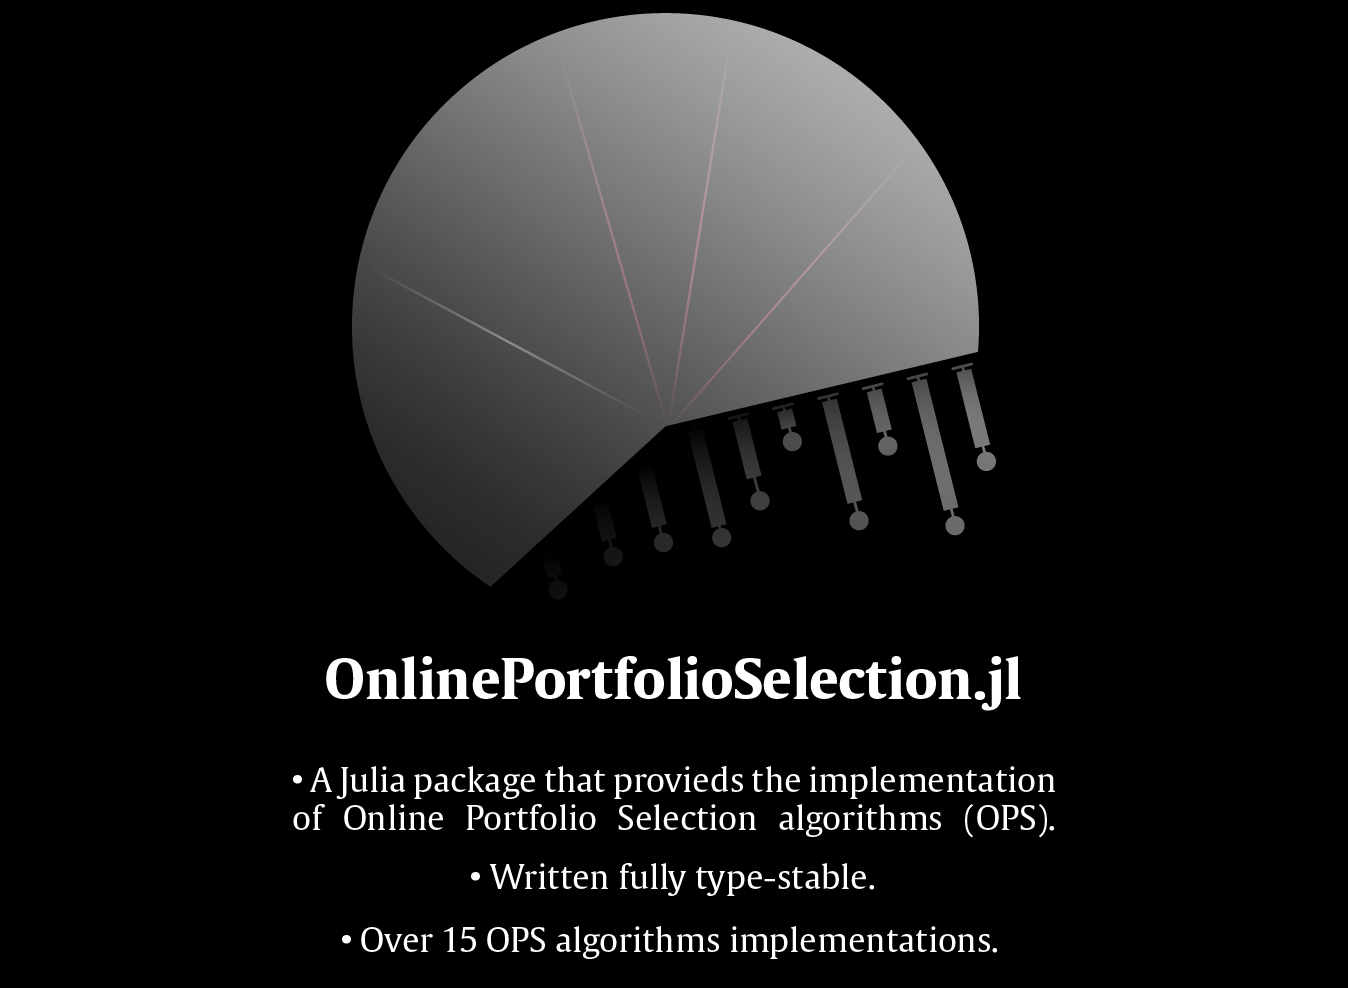 OnlinePortfolioSelection.jl
• A Julia package that provieds the implementation
of Online Portfolio Selection algorithms (OPS).
• Written fully type-stable.
• Over 15 OPS algorithms implementations.